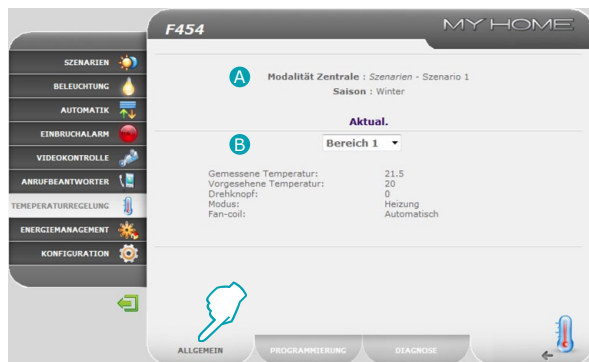 F454
MY HOME
SZENARIEN
BELEUCHTUNG
AUTOMATIK
EINBRUCHALARM
VIDEOKONTROLLE
ANRUFBEANTWORTER
TEMEPERATURREGELUNG
ENERGIEMANAGEMENT
KONFIGURATION
A
Modalität Zentrale : Szenarien - Szenario 1
Saison : Winter
Aktual.
B
Bereich 1
Gemessene Temperatur: 21.5
Vorgesehene Temperatur: 20
Drehknopf: 0
Modus: Heizung
Fan-coil: Automatisch
ALLGEMEIN
PROGRAMMIERUNG
DIAGNOSE